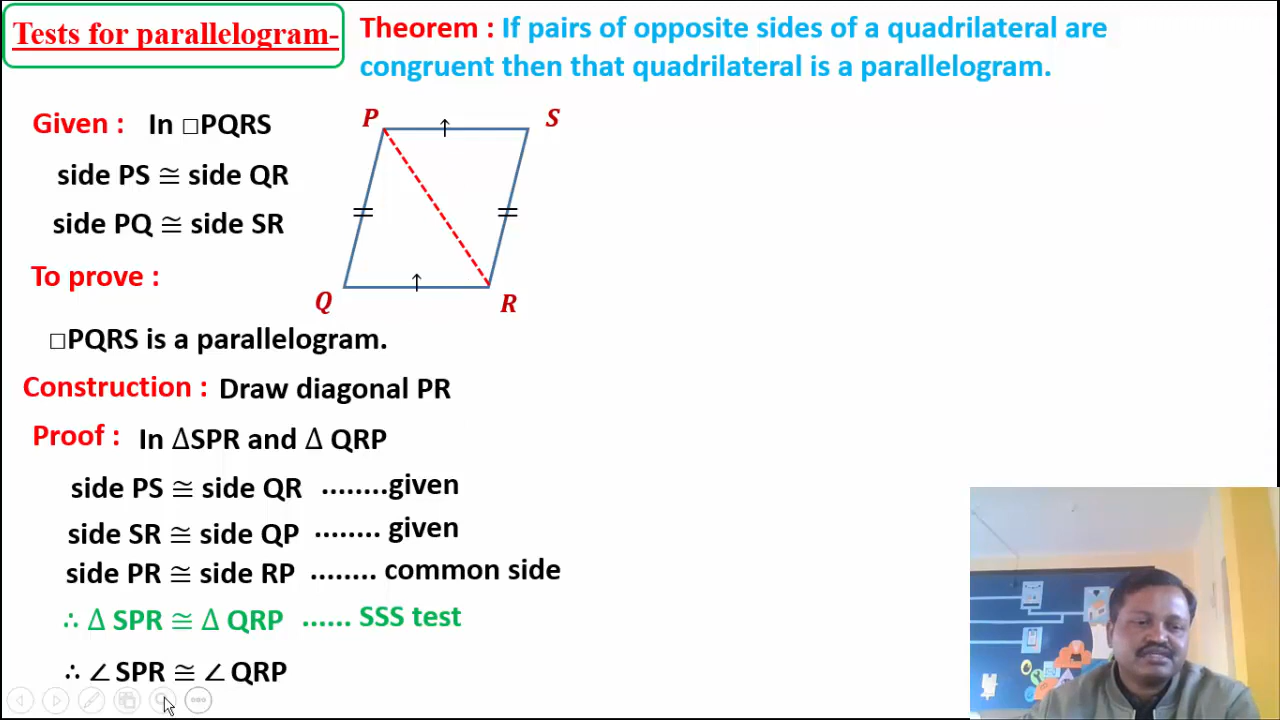 Tests for parallelogram-
Theorem : If pairs of opposite sides of a quadrilateral are
congruent then that quadrilateral is a parallelogram.
Given : In □PQRS
side PS ≅ side QR
side PQ ≅ side SR
To prove :
□PQRS is a parallelogram.
P
S
Q
R
Construction : Draw diagonal PR
Proof : In ΔSPR and Δ QRP
side PS ≅ side QR ........given
side SR ≅ side QP ........ given
side PR ≅ side RP ........ common side
∴ Δ SPR ≅ Δ QRP ...... SSS test
∴ ∠ SPR ≅ ∠ QRP